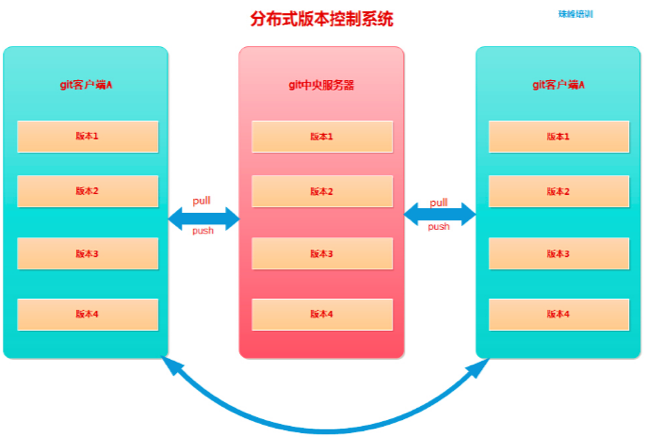 分布式版本控制系统
珠峰培训
git客户端A
版本1
版本2
版本3
版本4
pull
push
git中央服务器
版本1
版本2
版本3
版本4
pull
push
git客户端A
版本1
版本2
版本3
版本4